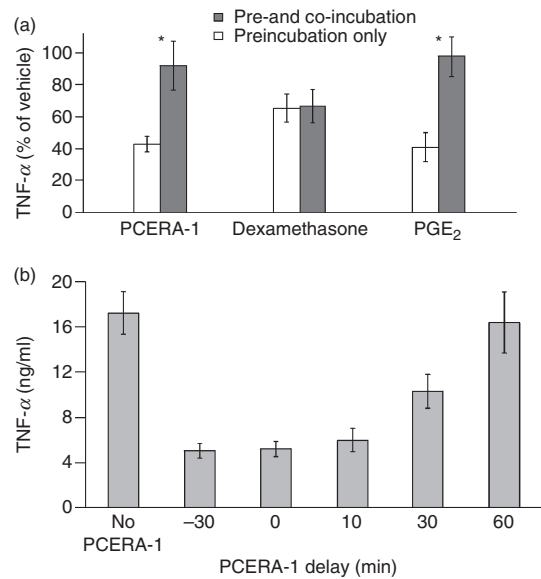 (a)
Pre-and co-incubation
Preincubation only
TNF-α (% of vehicle)
100
80
60
40
20
0
*
*
PCERA-1 Dexamethasone PGE₂
(b)
TNF-α (ng/ml)
20
16
12
8
4
0
No PCERA-1 –30 0 10 30 60
PCERA-1 delay (min)